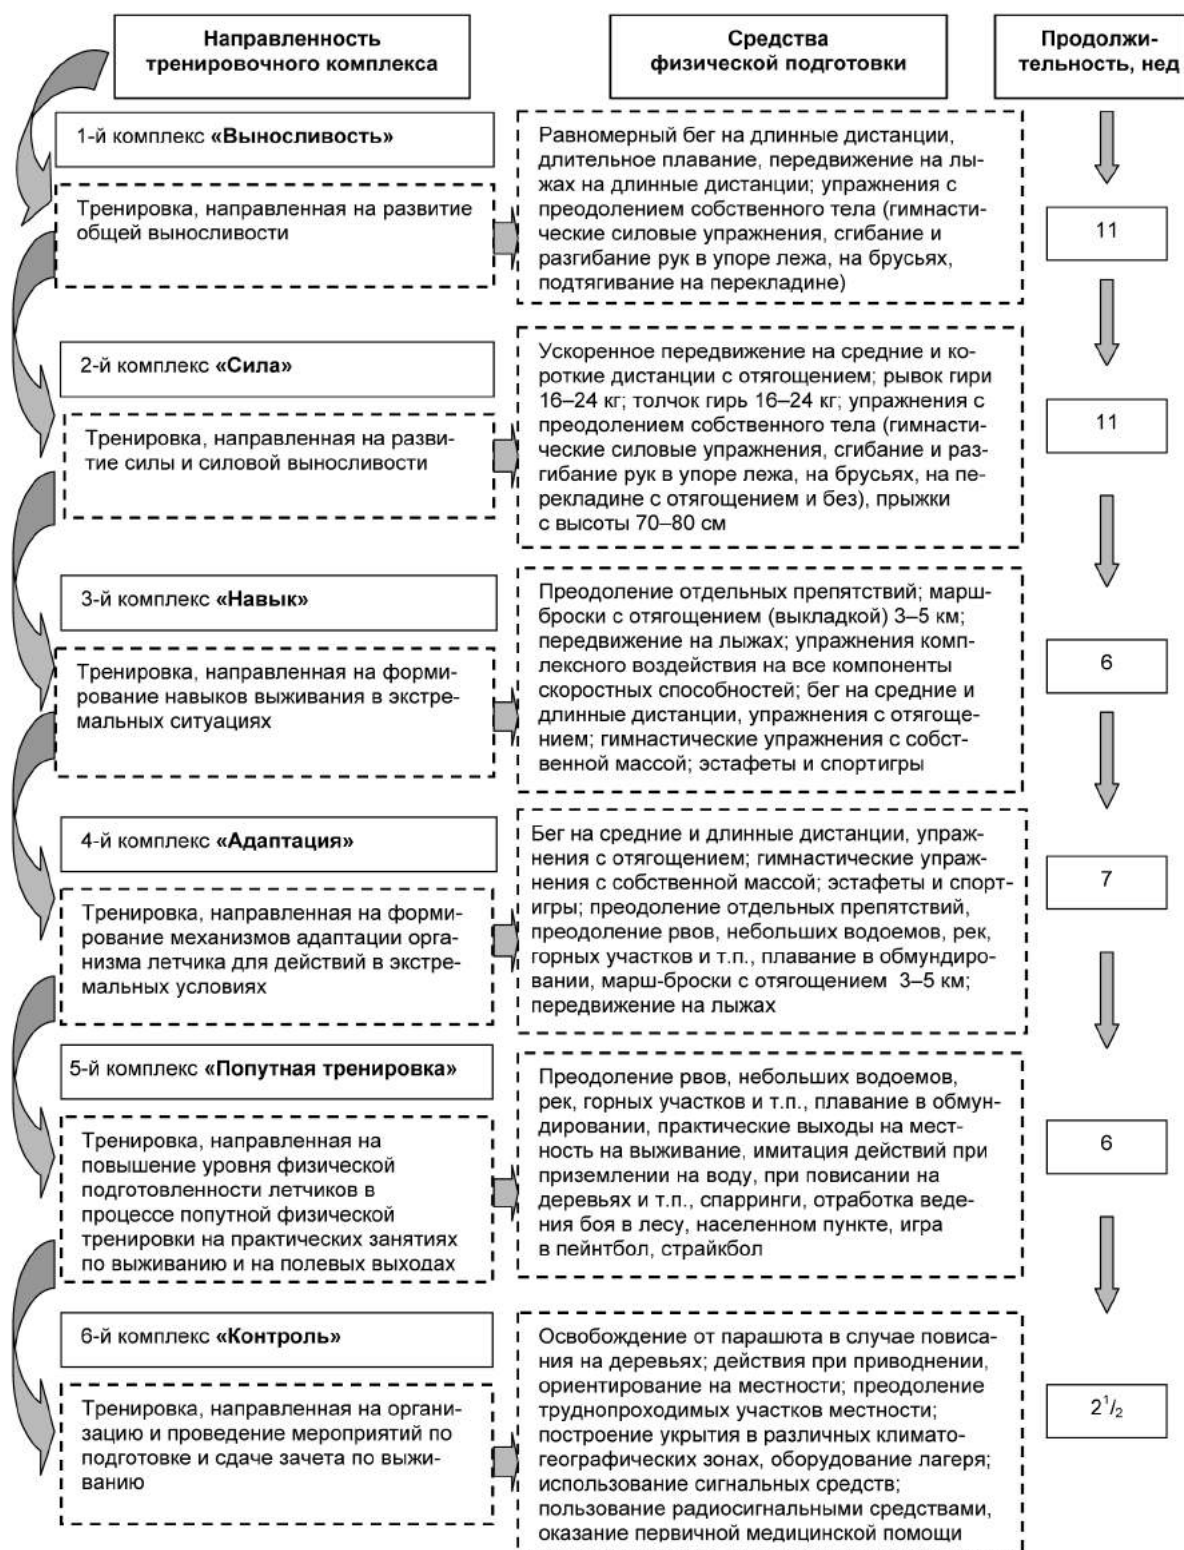 Направленность
тренировочного комплекса
Средства
физической подготовки
Продолжи-
тельность, нед
1-й комплекс «Выносливость»
Тренировка, направленная на развитие
общей выносливости
Равномерный бег на длинные дистанции,
длительное плавание, передвижение на лы-
жах на длинные дистанции; упражнения с
преодолением собственного тела (гимнасти-
ческие силовые упражнения, сгибание и
разгибание рук в упоре лежа, на брусьях,
подтягивание на перекладине)
11
2-й комплекс «Сила»
Тренировка, направленная на разви-
тие силы и силовой выносливости
Ускоренное передвижение на средние и ко-
роткие дистанции с отягощением; рывок гири
16–24 кг; толчок гирь 16–24 кг; упражнения с
преодолением собственного тела (гимнасти-
ческие силовые упражнения, сгибание и раз-
гибание рук в упоре лежа, на брусьях, на пе-
рекладине с отягощением и без), прыжки
с высоты 70–80 см
11
3-й комплекс «Навык»
Тренировка, направленная на форми-
рование навыков выживания в экстре-
мальных ситуациях
Преодоление отдельных препятствий; марш-
броски с отягощением (выкладкой) 3–5 км;
передвижение на лыжах; упражнения ком-
плексного воздействия на все компоненты
скоростных способностей; бег на средние и
длинные дистанции, упражнения с отягоще-
нием; гимнастические упражнения с собст-
венной массой; эстафеты и спортигры
6
4-й комплекс «Адаптация»
Тренировка, направленная на форми-
рование механизмов адаптации орга-
низма летчика для действий в экстре-
мальных условиях
Бег на средние и длинные дистанции, упраж-
нения с отягощением; гимнастические упраж-
нения с собственной массой; эстафеты и спорт-
игры; преодоление отдельных препятствий,
преодоление рвов, небольших водоемов, рек,
горных участков и т.п., плавание в обмундиро-
вании, марш-броски с отягощением 3–5 км;
передвижение на лыжах
7
5-й комплекс «Попутная тренировка»
Тренировка, направленная на
повышение уровня физической
подготовленности летчиков в
процессе попутной физической
тренировки на практических занятиях
по выживанию и на полевых выходах
Преодоление рвов, небольших водоемов,
рек, горных участков и т.п., плавание в обмун-
дировании, практические выходы на мест-
ность на выживание, имитация действий при
приземлении на воду, при повисании на
деревьях и т.п., спарринги, отработка веде-
ния боя в лесу, населенном пункте, игра
в пейнтбол, страйкбол
6
6-й комплекс «Контроль»
Тренировка, направленная на органи-
зацию и проведение мероприятий по
подготовке и сдаче зачета по выжи-
ванию
Освобождение от парашюта в случае повиса-
ния на деревьях; действия при приводнении,
ориентирование на местности; преодоление
труднопроходимых участков местности;
построение укрытия в различных климато-
географических зонах, оборудование лагеря;
использование сигнальных средств;
пользование радиосигнальными средствами,
оказание первичной медицинской помощи
2¹/₂